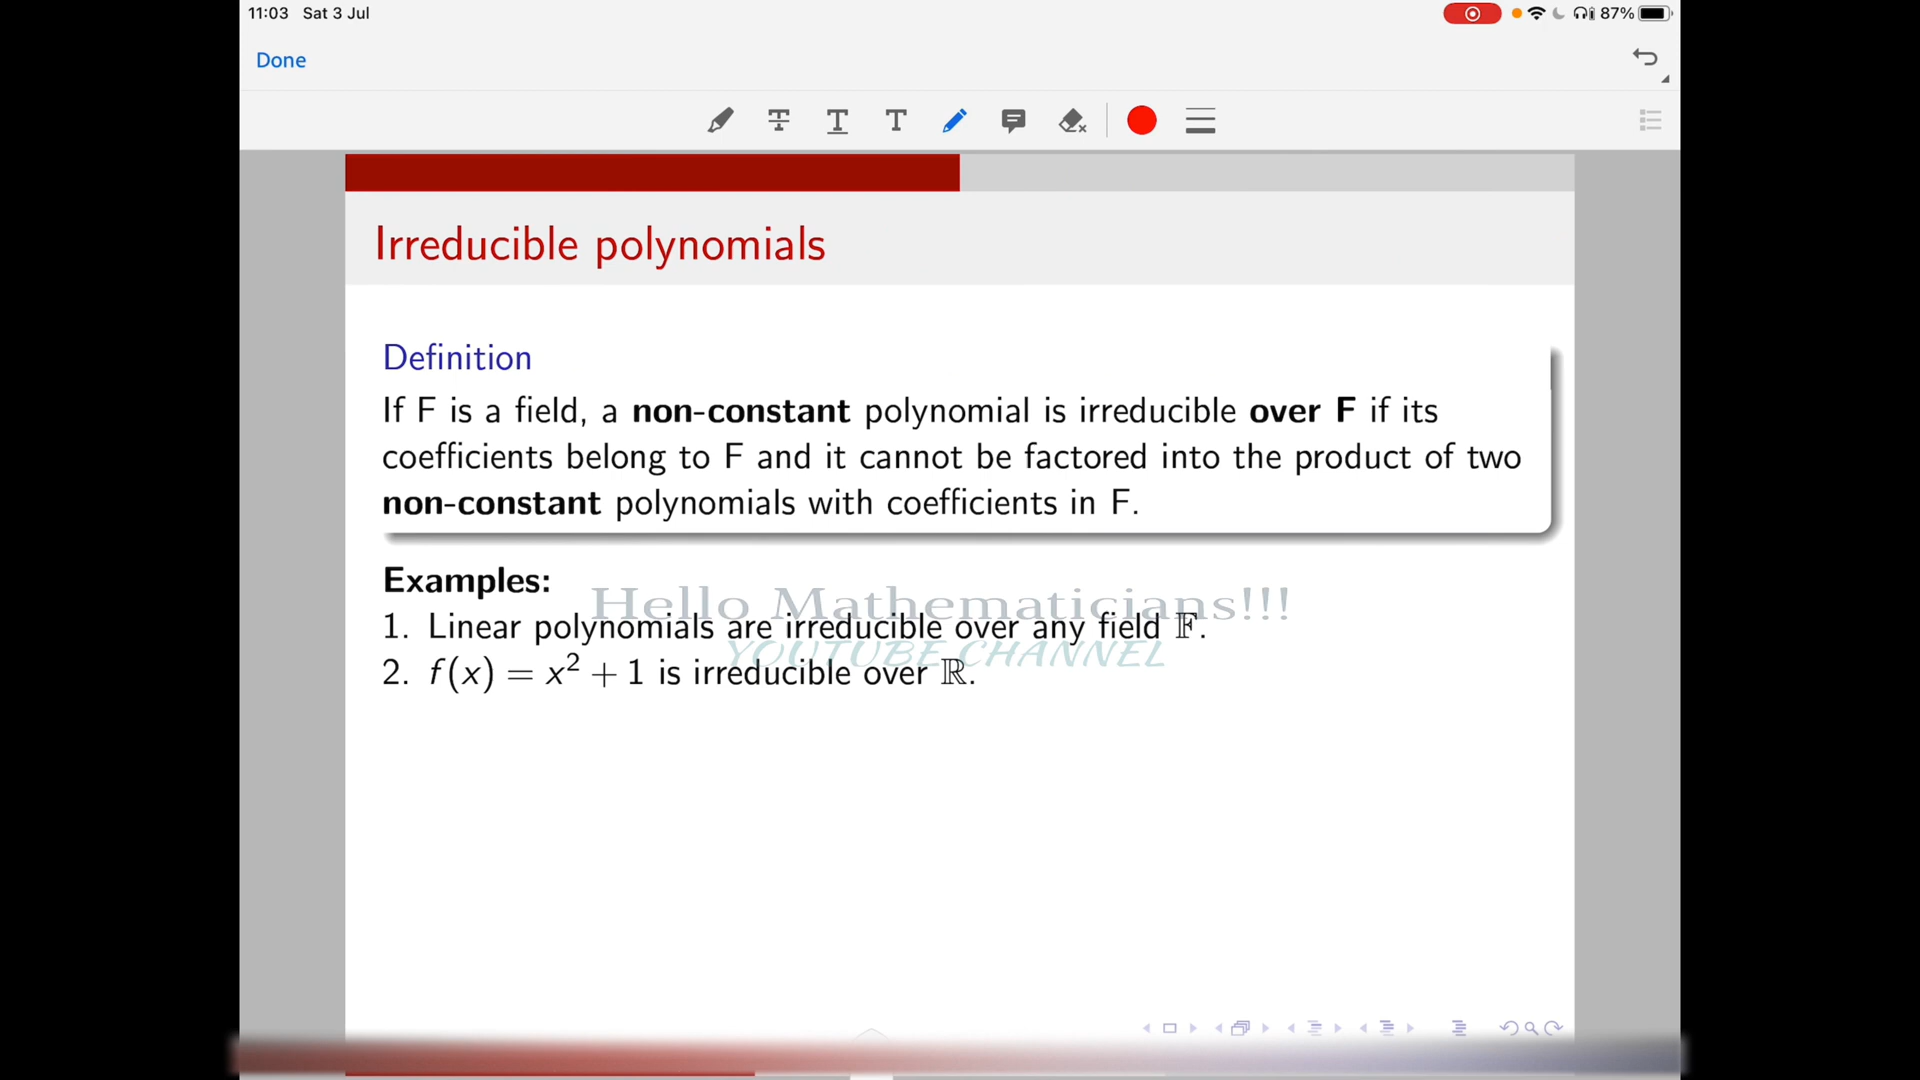 11:03 Sat 3 Jul
87%
Done
T T T
Irreducible polynomials
Definition
If F is a field, a non-constant polynomial is irreducible over F if its
coefficients belong to F and it cannot be factored into the product of two
non-constant polynomials with coefficients in F.
Examples:
Hello Mathematicians!!!
1. Linear polynomials are irreducible over any field 𝔽.
YOUTUBE CHANNEL
2. f(x) = x² + 1 is irreducible over ℝ.